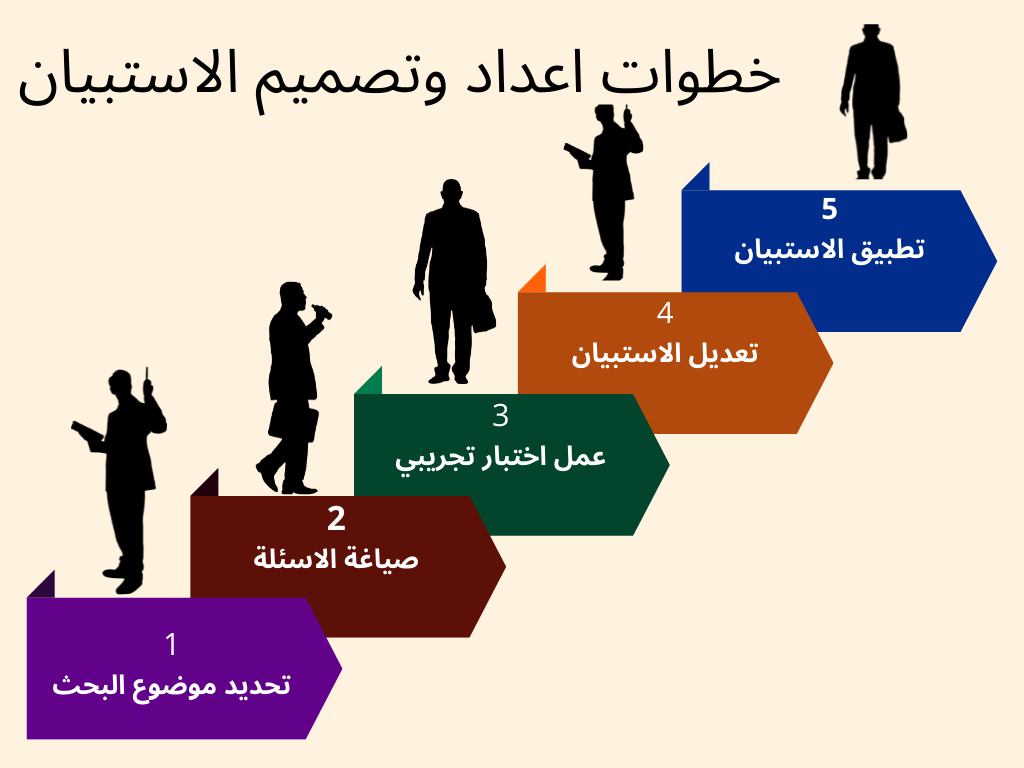 خطوات اعداد وتصميم الاستبيان
1
تحديد موضوع البحث
2
صياغة الاسئلة
3
عمل اختبار تجريبي
4
تعديل الاستبيان
5
تطبيق الاستبيان